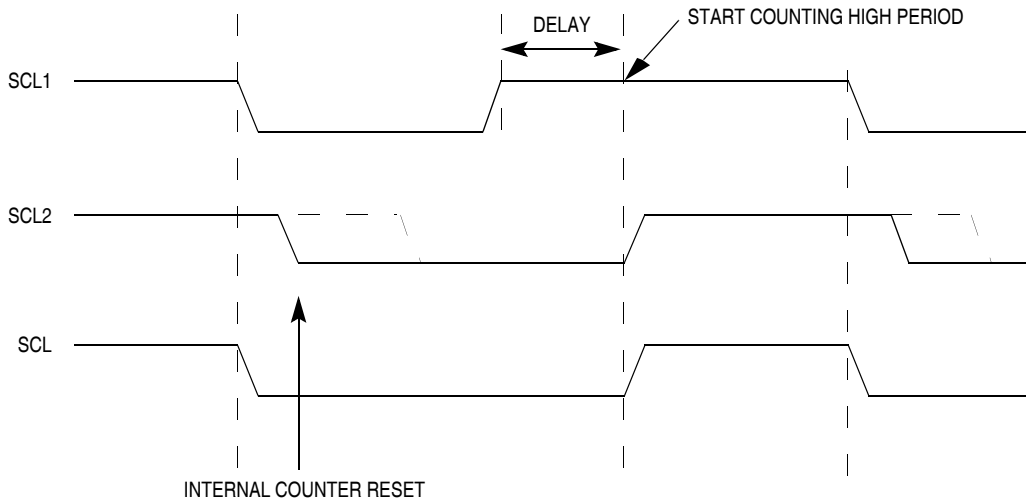 START COUNTING HIGH PERIOD
DELAY
SCL1
SCL2
SCL
INTERNAL COUNTER RESET